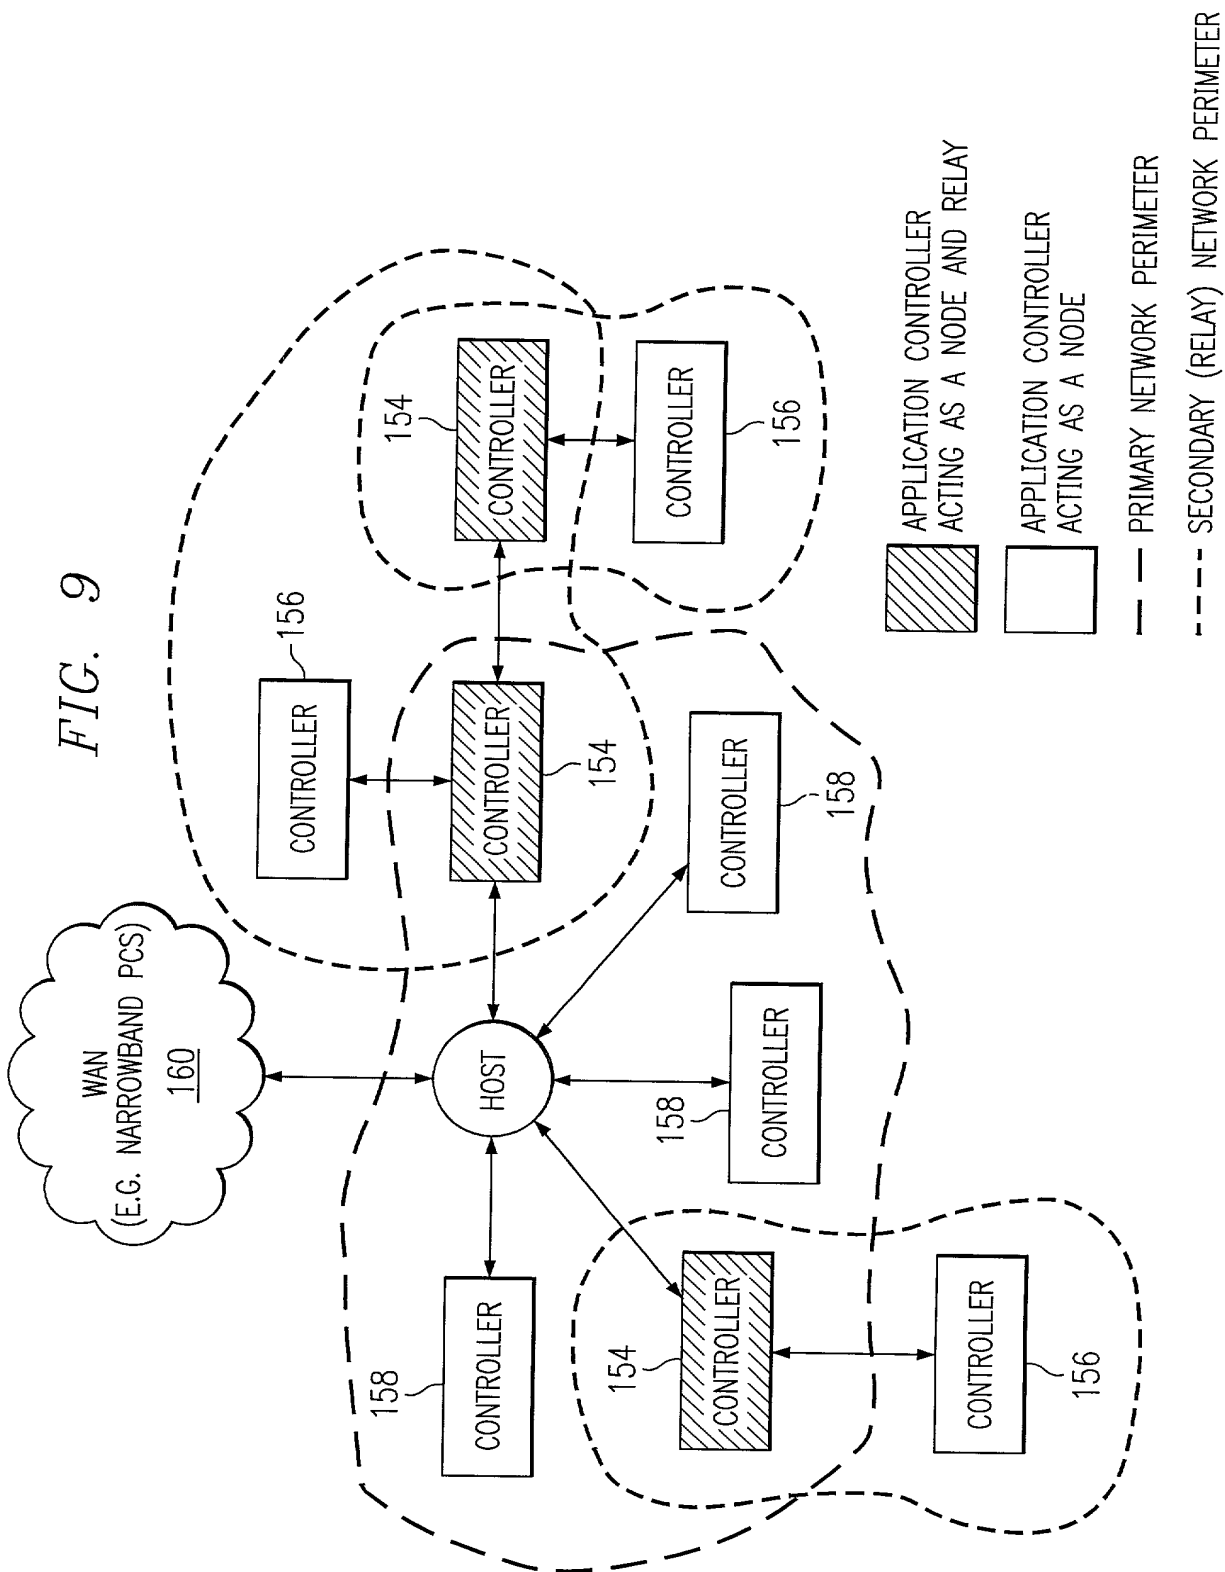 FIG. 9
WAN
(E.G. NARROWBAND PCS)
160
HOST
158
CONTROLLER
154
CONTROLLER
CONTROLLER
156
158
CONTROLLER
CONTROLLER
158
CONTROLLER
154
CONTROLLER
156
154
CONTROLLER
CONTROLLER
156
APPLICATION CONTROLLER
ACTING AS A NODE AND RELAY
APPLICATION CONTROLLER
ACTING AS A NODE
PRIMARY NETWORK PERIMETER
SECONDARY (RELAY) NETWORK PERIMETER